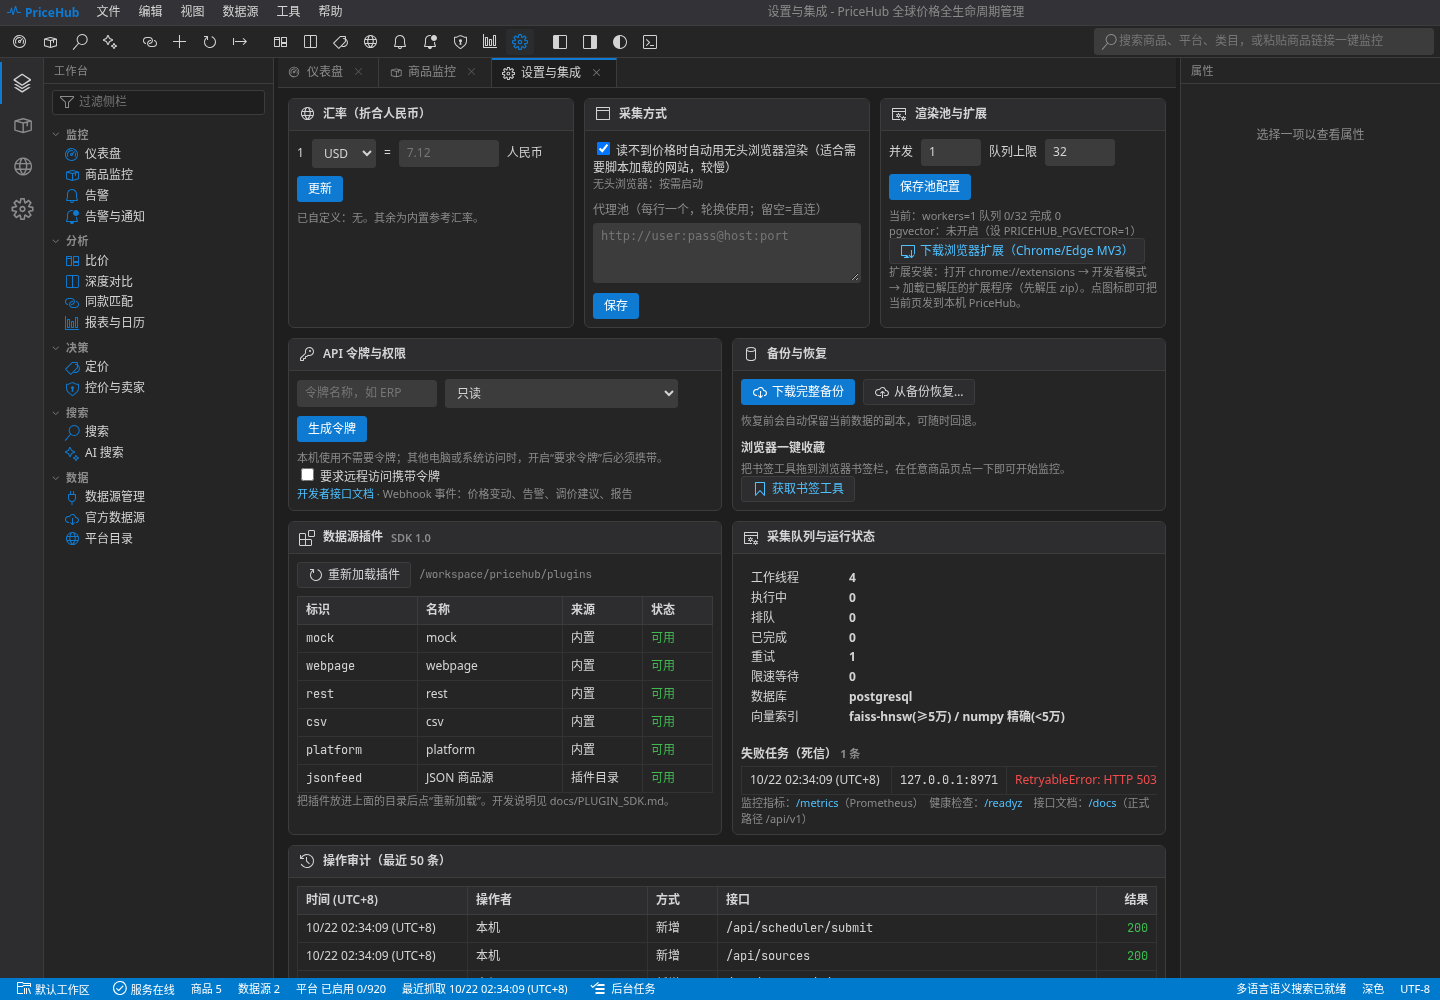 PriceHub 文件 编辑 视图 数据源 工具 帮助
设置与集成 - PriceHub 全球价格全生命周期管理
搜索商品、平台、类目，或粘贴商品链接一键监控
工作台
过滤侧栏
监控
仪表盘
商品监控
告警
告警与通知
分析
比价
深度对比
同款匹配
报表与日历
决策
定价
控价与卖家
搜索
搜索
AI 搜索
数据
数据源管理
官方数据源
平台目录
仪表盘 商品监控 设置与集成
汇率（折合人民币）
1 USD = 7.12 人民币
更新
已自定义：无。其余为内置参考汇率。
采集方式
读不到价格时自动用无头浏览器渲染（适合需
要脚本加载的网站，较慢）
无头浏览器：按需启动
代理池（每行一个，轮换使用；留空=直连）
http://user:pass@host:port
保存
渲染池与扩展
并发 1 队列上限 32
保存池配置
当前：workers=1 队列 0/32 完成 0
pgvector：未开启（设 PRICEHUB_PGVECTOR=1）
下载浏览器扩展（Chrome/Edge MV3）
扩展安装：打开 chrome://extensions → 开发者模式
→ 加载已解压的扩展程序（先解压 zip）。点图标即可把
当前页发到本机 PriceHub。
API 令牌与权限
令牌名称，如 ERP 只读
生成令牌
本机使用不需要令牌；其他电脑或系统访问时，开启“要求令牌”后必须携带。
要求远程访问携带令牌
开发者接口文档 · Webhook 事件：价格变动、告警、调价建议、报告
备份与恢复
下载完整备份 从备份恢复...
恢复前会自动保留当前数据的副本，可随时回退。
浏览器一键收藏
把书签工具拖到浏览器书签栏，在任意商品页点一下即可开始监控。
获取书签工具
数据源插件 SDK 1.0
重新加载插件 /workspace/pricehub/plugins
标识 名称 来源 状态
mock mock 内置 可用
webpage webpage 内置 可用
rest rest 内置 可用
csv csv 内置 可用
platform platform 内置 可用
jsonfeed JSON 商品源 插件目录 可用
把插件放进上面的目录后点“重新加载”。开发说明见 docs/PLUGIN_SDK.md。
采集队列与运行状态
工作线程 4
执行中 0
排队 0
已完成 0
重试 1
限速等待 0
数据库 postgresql
向量索引 faiss-hnsw(≥5万) / numpy 精确(<5万)
失败任务（死信） 1 条
10/22 02:34:09 (UTC+8) 127.0.0.1:8971 RetryableError: HTTP 503
监控指标：/metrics（Prometheus） 健康检查：/readyz 接口文档：/docs（正式
路径 /api/v1）
操作审计（最近 50 条）
时间 (UTC+8) 操作者 方式 接口 结果
10/22 02:34:09 (UTC+8) 本机 新增 /api/scheduler/submit 200
10/22 02:34:09 (UTC+8) 本机 新增 /api/sources 200
属性
选择一项以查看属性
默认工作区 服务在线 商品 5 数据源 2 平台 已启用 0/920 最近抓取 10/22 02:34:09 (UTC+8) 后台任务 多语言语义搜索已就绪 深色 UTF-8